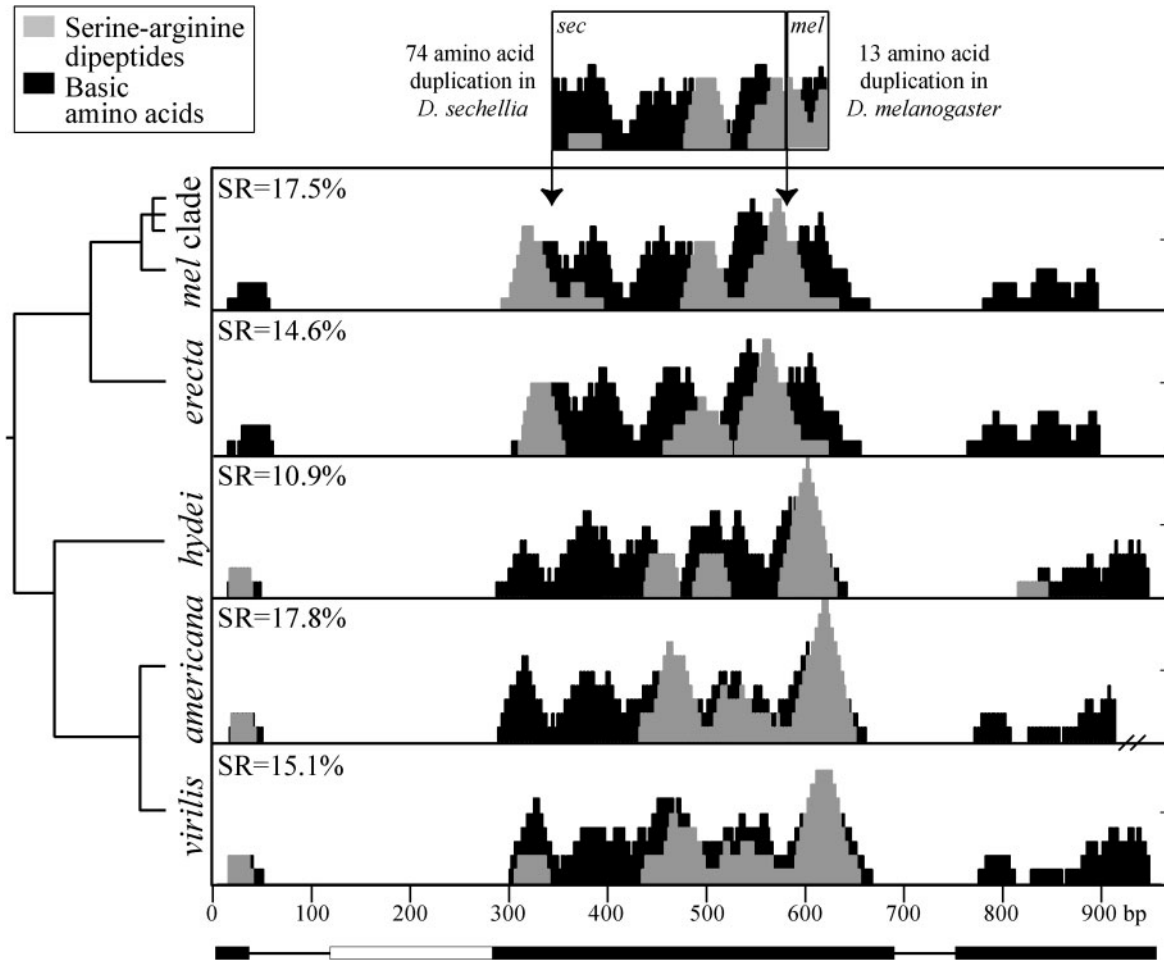 Serine-arginine
dipeptides
Basic
amino acids
74 amino acid
duplication in
D. sechellia
sec
mel
13 amino acid
duplication in
D. melanogaster
mel clade
SR=17.5%
erecta
SR=14.6%
hydei
SR=10.9%
americana
SR=17.8%
virilis
SR=15.1%
0 100 200 300 400 500 600 700 800 900 bp